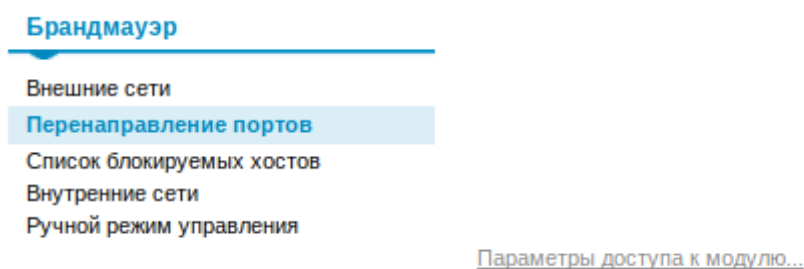 Брандмауэр
Внешние сети
Перенаправление портов
Список блокируемых хостов
Внутренние сети
Ручной режим управления
Параметры доступа к модулю...